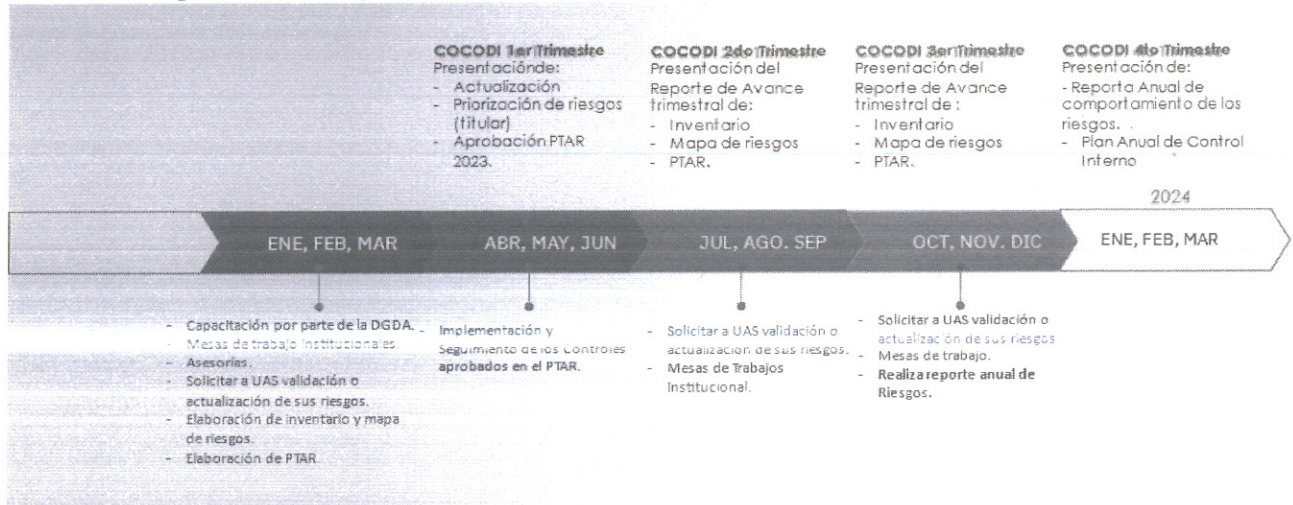 COCODI 1er Trimestre
Presentaciónde:
- Actualización
- Priorización de riesgos
(titular)
- Aprobación PTAR
2023.
COCODI 2do Trimestre
Presentación del
Reporte de Avance
trimestral de:
- Inventario
- Mapa de riesgos
- PTAR.
COCODI 3er Trimestre
Presentación del
Reporte de Avance
trimestral de :
- Inventario
- Mapa de riesgos
- PTAR.
COCODI 4to Trimestre
Presentación de:
- Reporta Anual de
comportamiento de los
riesgos.
- Plan Anual de Control
Interno
2024
ENE, FEB, MAR
ABR, MAY, JUN
JUL, AGO. SEP
OCT, NOV. DIC
ENE, FEB, MAR
- Capacitación por parte de la DGDA.
- Mesas de trabajo institucionales.
- Asesorías.
- Solicitar a UAS validación o
actualización de sus riesgos.
- Elaboración de inventario y mapa
de riesgos.
- Elaboración de PTAR.
- Implementación y
Seguimiento de los Controles
aprobados en el PTAR.
- Solicitar a UAS validación o
actualización de sus riesgos.
- Mesas de Trabajos
Institucional.
- Solicitar a UAS validación o
actualización de sus riesgos
- Mesas de trabajo.
- Realiza reporte anual de
Riesgos.